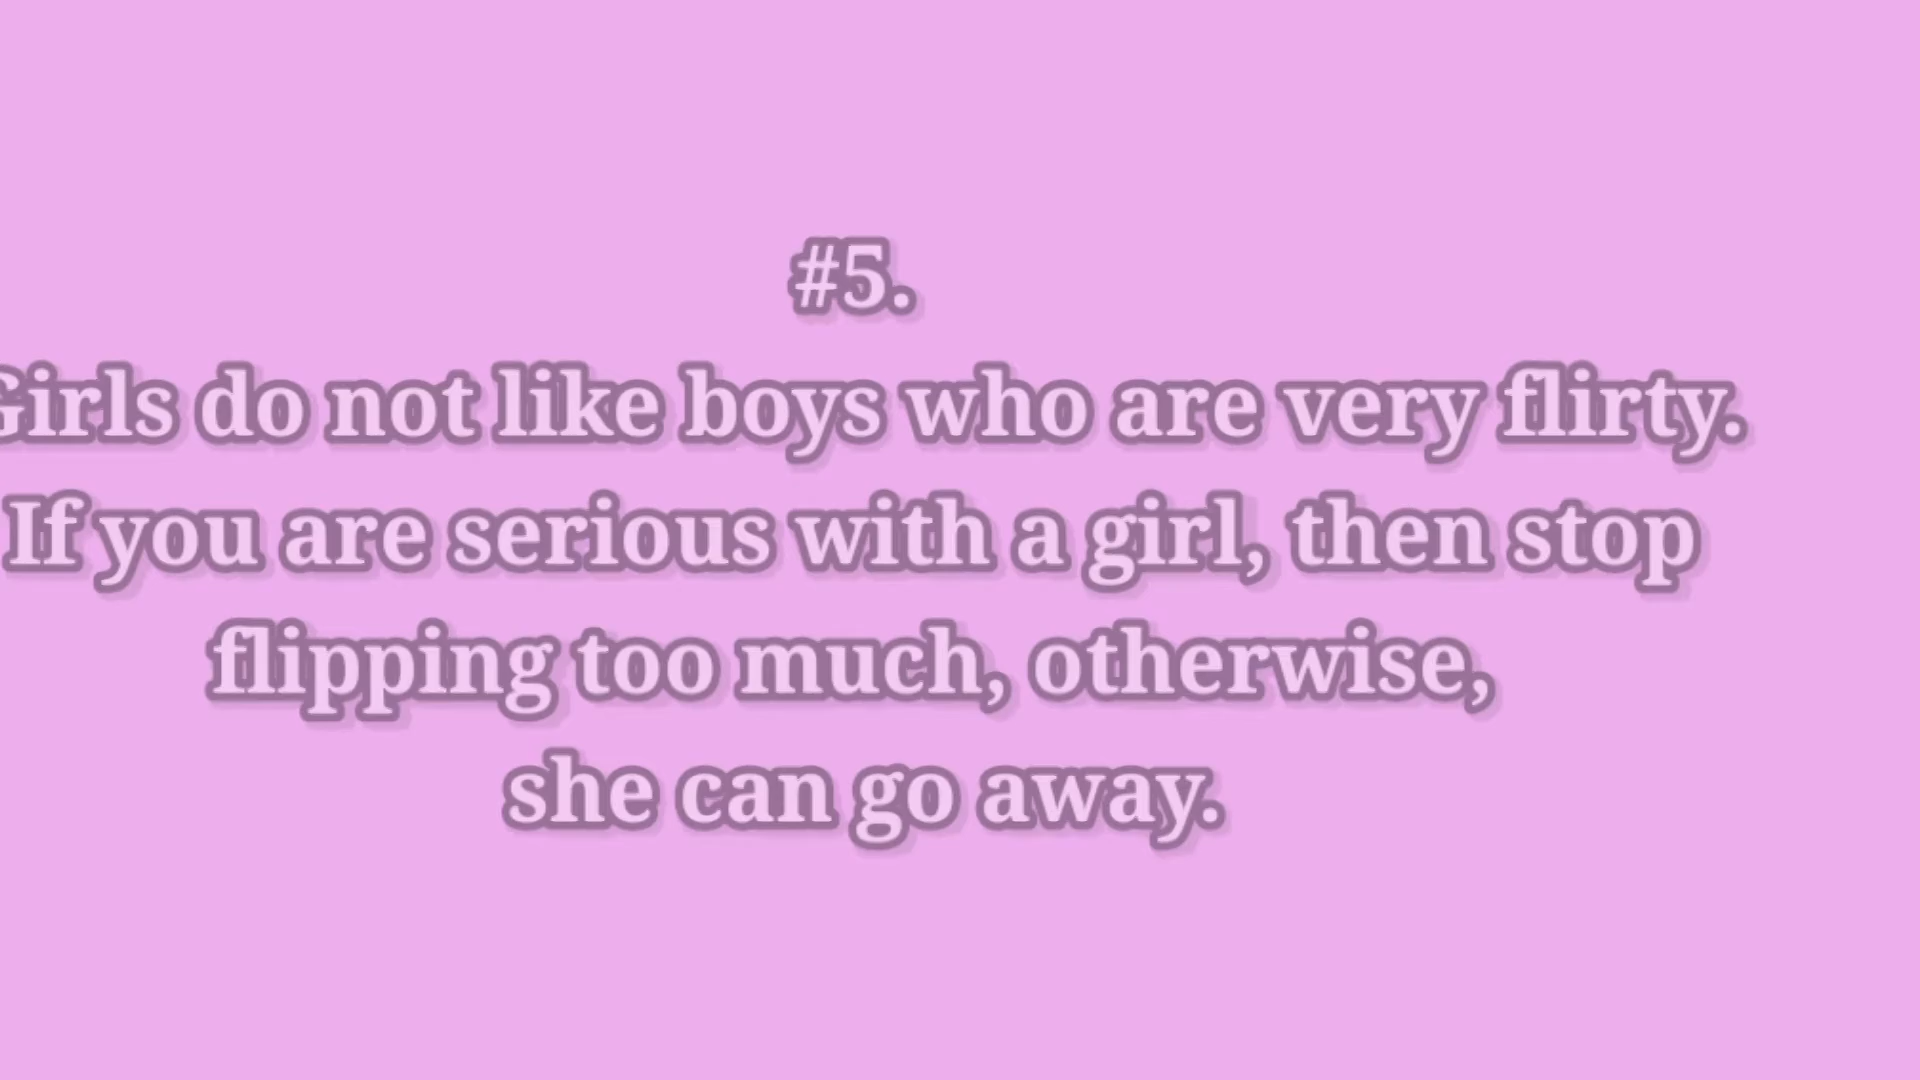 #5.
Girls do not like boys who are very flirty.
If you are serious with a girl, then stop
flipping too much, otherwise,
she can go away.